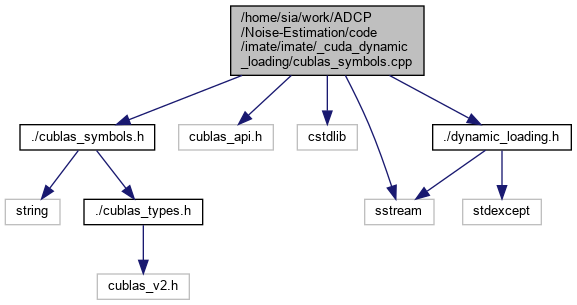 /home/sia/work/ADCP
/Noise-Estimation/code
/imate/imate/_cuda_dynamic
_loading/cublas_symbols.cpp
./cublas_symbols.h
cublas_api.h
cstdlib
./dynamic_loading.h
string
./cublas_types.h
sstream
stdexcept
cublas_v2.h